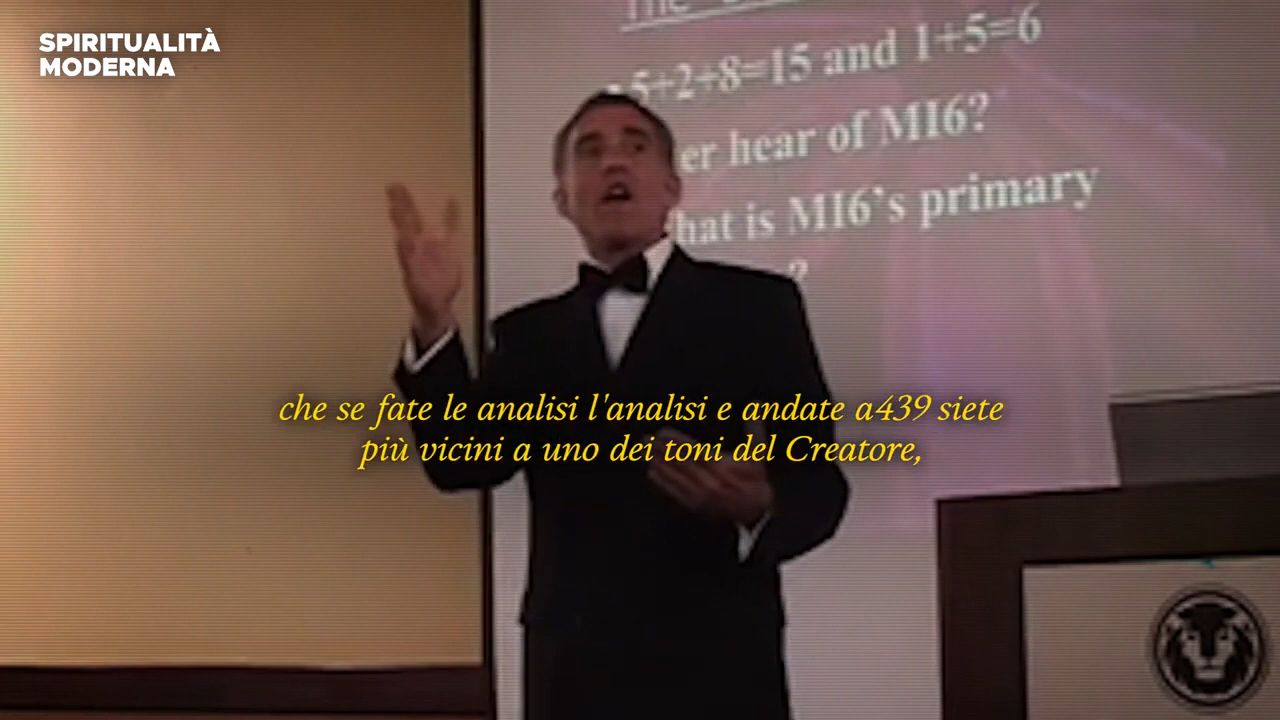 SPIRITUALITÀ
MODERNA
The
5+2+8=15 and 1+5=6
er hear of MI6?
hat is MI6's primary
?
che se fate le analisi l'analisi e andate a439 siete
più vicini a uno dei toni del Creatore,